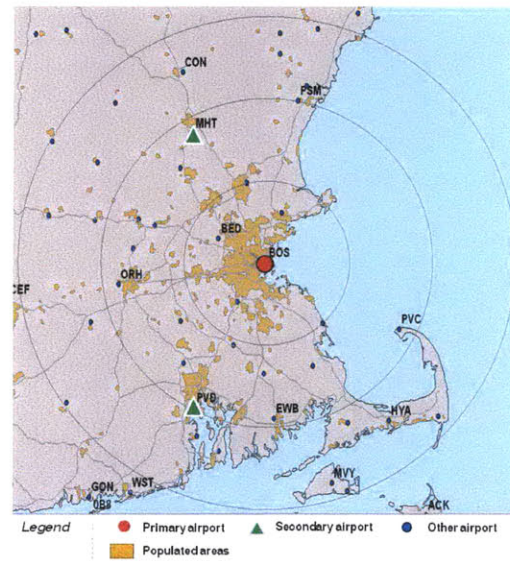 CON
PSM
MHT
BED
BOS
ORH
CEF
PVC
PVD
EWB
HYA
MVY
GON
WST
0B8
ACK
Legend
Primary airport
Secondary airport
Other airport
Populated areas